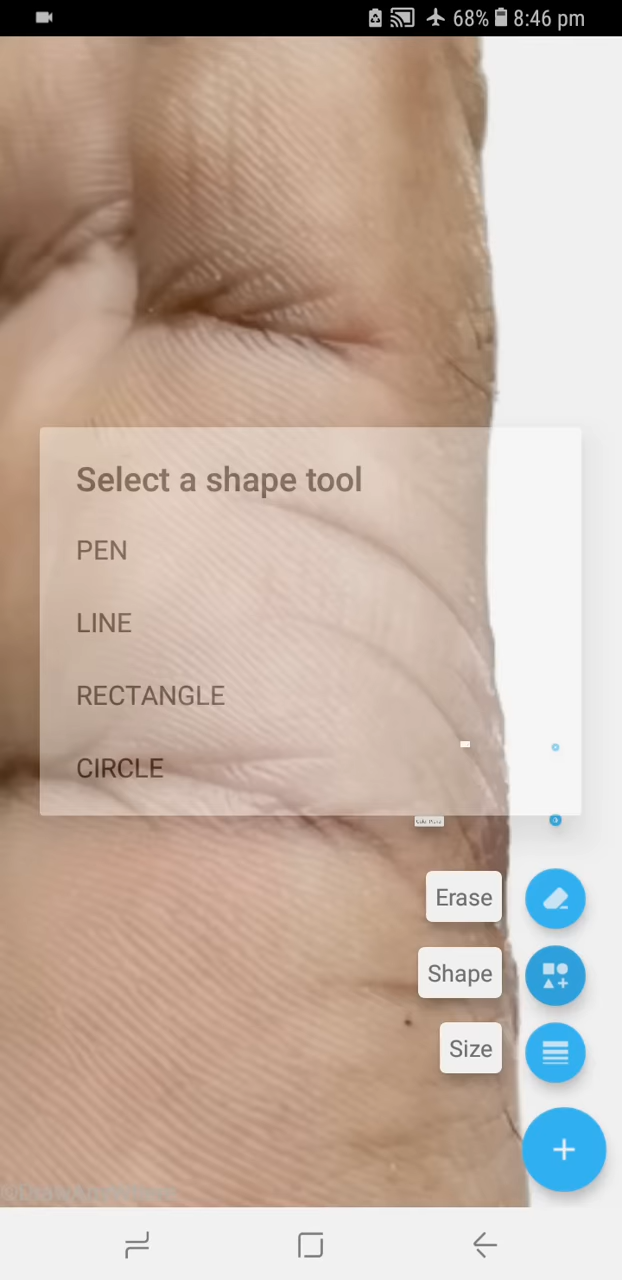 68% 8:46 pm
Select a shape tool
PEN
LINE
RECTANGLE
CIRCLE
Erase
Shape
Size